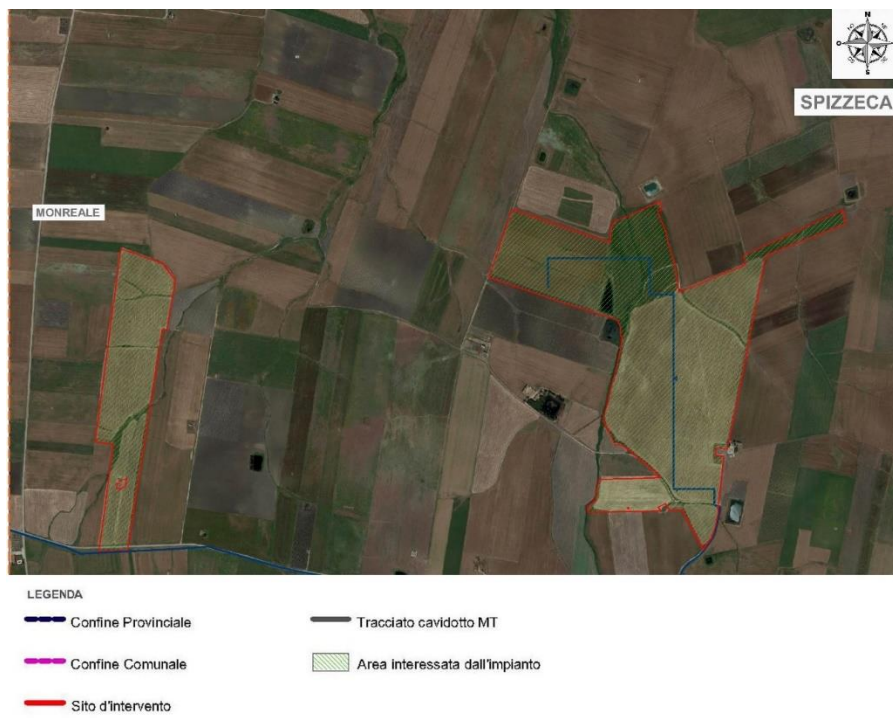 N
SPIZZECA
MONREALE
LEGENDA
Confine Provinciale
Tracciato cavidotto MT
Confine Comunale
Area interessata dall'impianto
Sito d'intervento